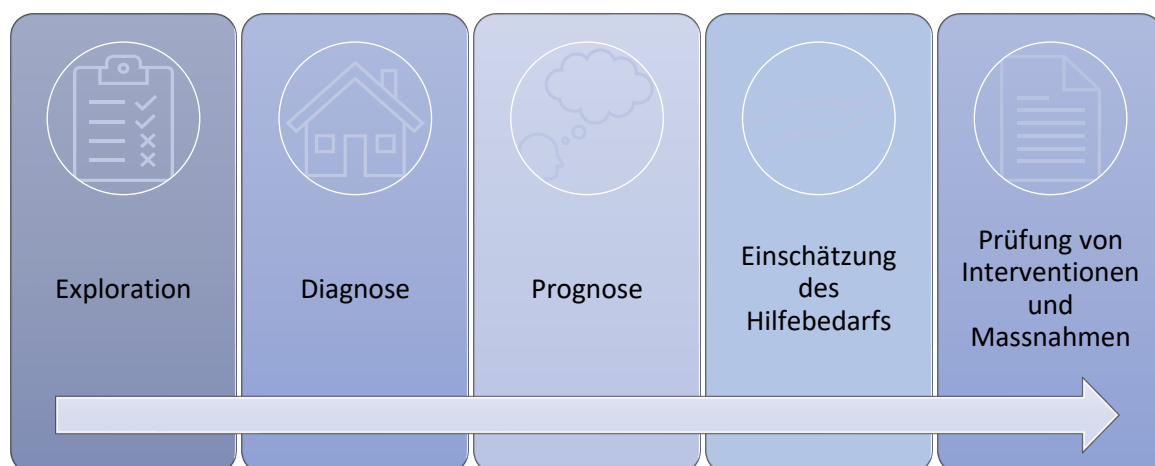 Exploration
Diagnose
Prognose
Einschätzung
des
Hilfebedarfs
Prüfung von
Interventionen
und
Massnahmen